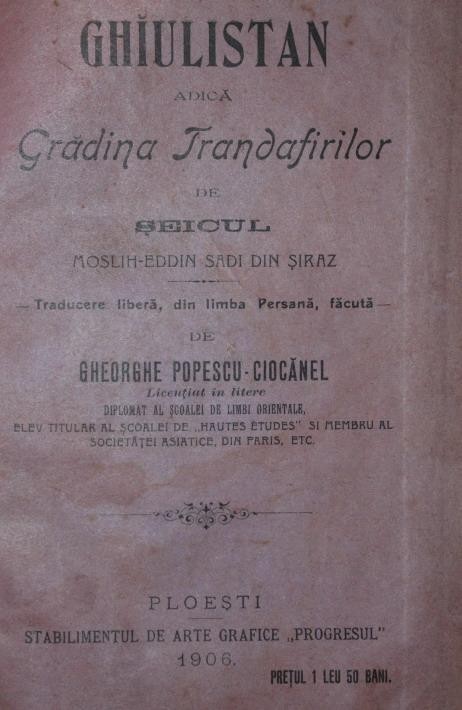 GHĬULISTAN
ADICĂ
Grădina Trandafirilor
DE
ȘEICUL
MOSLIH-EDDIN SADI DIN ȘIRAZ
— Traducere liberă, din limba Persană, făcută —
DE
GHEORGHE POPESCU-CIOCĂNEL
Licențiat în litere
DIPLOMAT AL ȘCOALEI DE LIMBI ORIENTALE,
ELEV TITULAR AL ȘCOALEI DE „HAUTES ÉTUDES" SI MEMBRU AL
SOCIETĂȚEI ASIATICE, DIN PARIS, ETC.
PLOEȘTI
STABILIMENTUL DE ARTE GRAFICE „PROGRESUL"
1906.
PREȚUL 1 LEU 50 BANI.